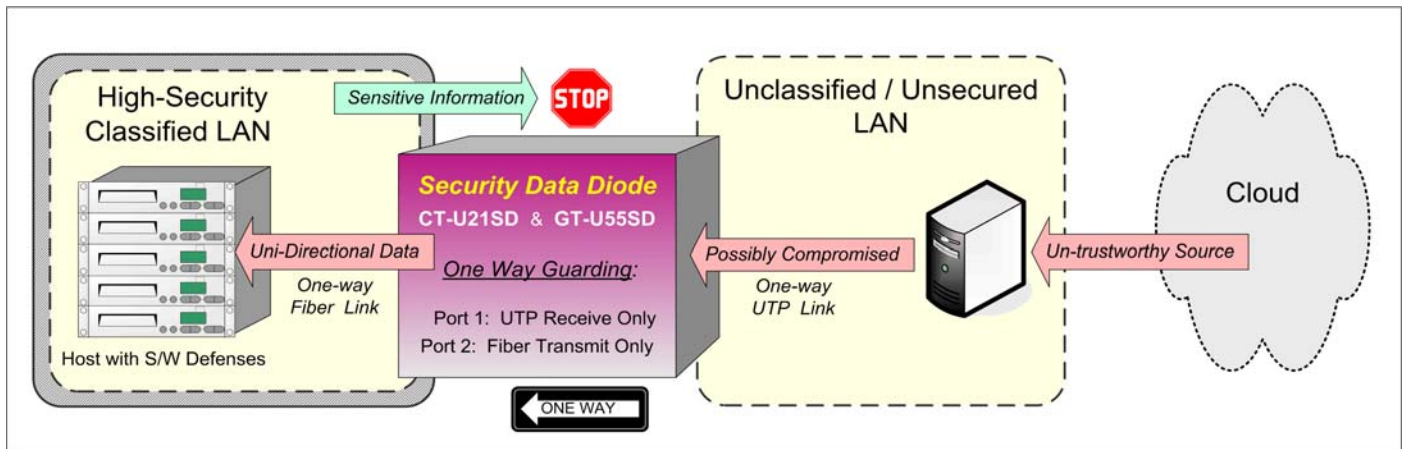 High-Security
Classified LAN
Host with S/W Defenses
Sensitive Information
STOP
Uni-Directional Data
One-way
Fiber Link
Security Data Diode
CT-U21SD & GT-U55SD
One Way Guarding:
Port 1: UTP Receive Only
Port 2: Fiber Transmit Only
ONE WAY
Unclassified / Unsecured
LAN
Possibly Compromised
One-way
UTP Link
Un-trustworthy Source
Cloud